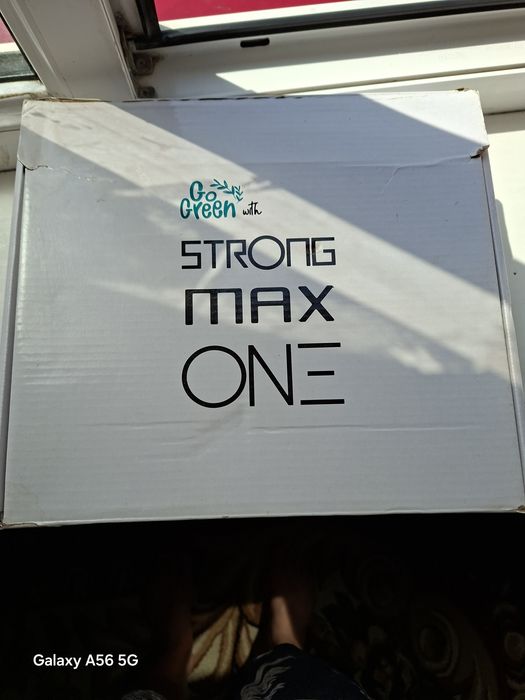 Go
Green with
STRONG
MAX
ONE
Galaxy A56 5G